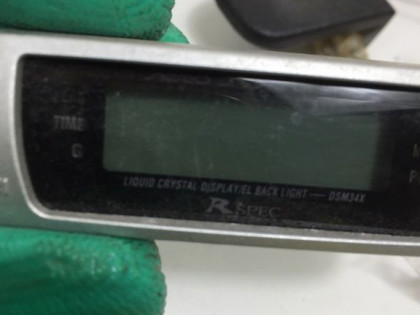 TIME
G
LIQUID CRYSTAL DISPLAY/EL BACK LIGHT — DSM34X
R SPEC